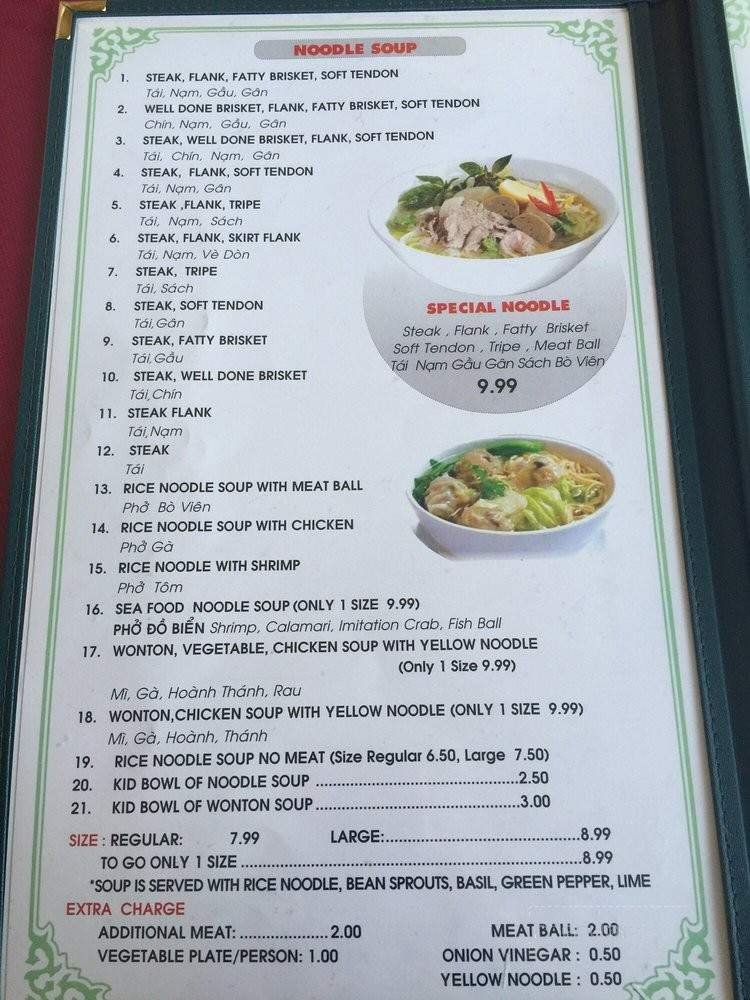 NOODLE SOUP
1. STEAK, FLANK, FATTY BRISKET, SOFT TENDON
Tái, Nạm, Gầu, Gân
2. WELL DONE BRISKET, FLANK, FATTY BRISKET, SOFT TENDON
Chín, Nạm, Gầu, Gân
3. STEAK, WELL DONE BRISKET, FLANK, SOFT TENDON
Tái, Chín, Nạm, Gân
4. STEAK, FLANK, SOFT TENDON
Tái, Nạm, Gân
5. STEAK ,FLANK, TRIPE
Tái, Nạm, Sách
6. STEAK, FLANK, SKIRT FLANK
Tái, Nạm, Vè Dòn
7. STEAK, TRIPE
Tái, Sách
8. STEAK, SOFT TENDON
Tái,Gân
9. STEAK, FATTY BRISKET
Tái,Gầu
10. STEAK, WELL DONE BRISKET
Tái,Chín
11. STEAK FLANK
Tái,Nạm
12. STEAK
Tái
13. RICE NOODLE SOUP WITH MEAT BALL
Phở Bò Viên
14. RICE NOODLE SOUP WITH CHICKEN
Phở Gà
15. RICE NOODLE WITH SHRIMP
Phở Tôm
16. SEA FOOD NOODLE SOUP (ONLY 1 SIZE 9.99)
PHỞ ĐỒ BIỂN Shrimp, Calamari, Imitation Crab, Fish Ball
17. WONTON, VEGETABLE, CHICKEN SOUP WITH YELLOW NOODLE
(Only 1 Size 9.99)
Mì, Gà, Hoành Thánh, Rau
18. WONTON,CHICKEN SOUP WITH YELLOW NOODLE (ONLY 1 SIZE 9.99)
Mì, Gà, Hoành, Thánh
19. RICE NOODLE SOUP NO MEAT (Size Regular 6.50, Large 7.50)
20. KID BOWL OF NOODLE SOUP ..........2.50
21. KID BOWL OF WONTON SOUP..........3.00
SIZE : REGULAR: 7.99 LARGE:..........8.99
TO GO ONLY 1 SIZE ..........8.99
*SOUP IS SERVED WITH RICE NOODLE, BEAN SPROUTS, BASIL, GREEN PEPPER, LIME
EXTRA CHARGE
ADDITIONAL MEAT: ..........2.00 MEAT BALL: 2.00
VEGETABLE PLATE/PERSON: 1.00 ONION VINEGAR : 0.50
YELLOW NOODLE : 0.50
SPECIAL NOODLE
Steak , Flank , Fatty Brisket
Soft Tendon , Tripe , Meat Ball
Tái Nạm Gầu Gân Sách Bò Viên
9.99